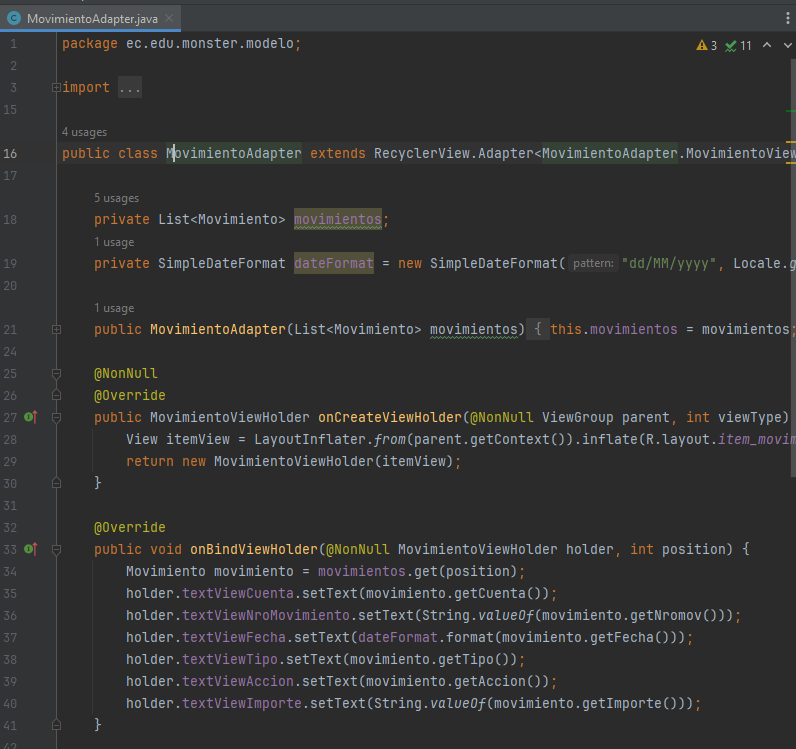 MovimientoAdapter.java
1 package ec.edu.monster.modelo;
3 11
2
3 import ...
15
4 usages
16 public class MovimientoAdapter extends RecyclerView.Adapter<MovimientoAdapter.MovimientoView
17
5 usages
18 private List<Movimiento> movimientos;
1 usage
19 private SimpleDateFormat dateFormat = new SimpleDateFormat( pattern: "dd/MM/yyyy", Locale.g
20
1 usage
21 public MovimientoAdapter(List<Movimiento> movimientos) { this.movimientos = movimientos;
24
25 @NonNull
26 @Override
27 public MovimientoViewHolder onCreateViewHolder(@NonNull ViewGroup parent, int viewType)
28 View itemView = LayoutInflater.from(parent.getContext()).inflate(R.layout.item_movim
29 return new MovimientoViewHolder(itemView);
30 }
31
32 @Override
33 public void onBindViewHolder(@NonNull MovimientoViewHolder holder, int position) {
34 Movimiento movimiento = movimientos.get(position);
35 holder.textViewCuenta.setText(movimiento.getCuenta());
36 holder.textViewNroMovimiento.setText(String.valueOf(movimiento.getNromov()));
37 holder.textViewFecha.setText(dateFormat.format(movimiento.getFecha()));
38 holder.textViewTipo.setText(movimiento.getTipo());
39 holder.textViewAccion.setText(movimiento.getAccion());
40 holder.textViewImporte.setText(String.valueOf(movimiento.getImporte()));
41 }
42